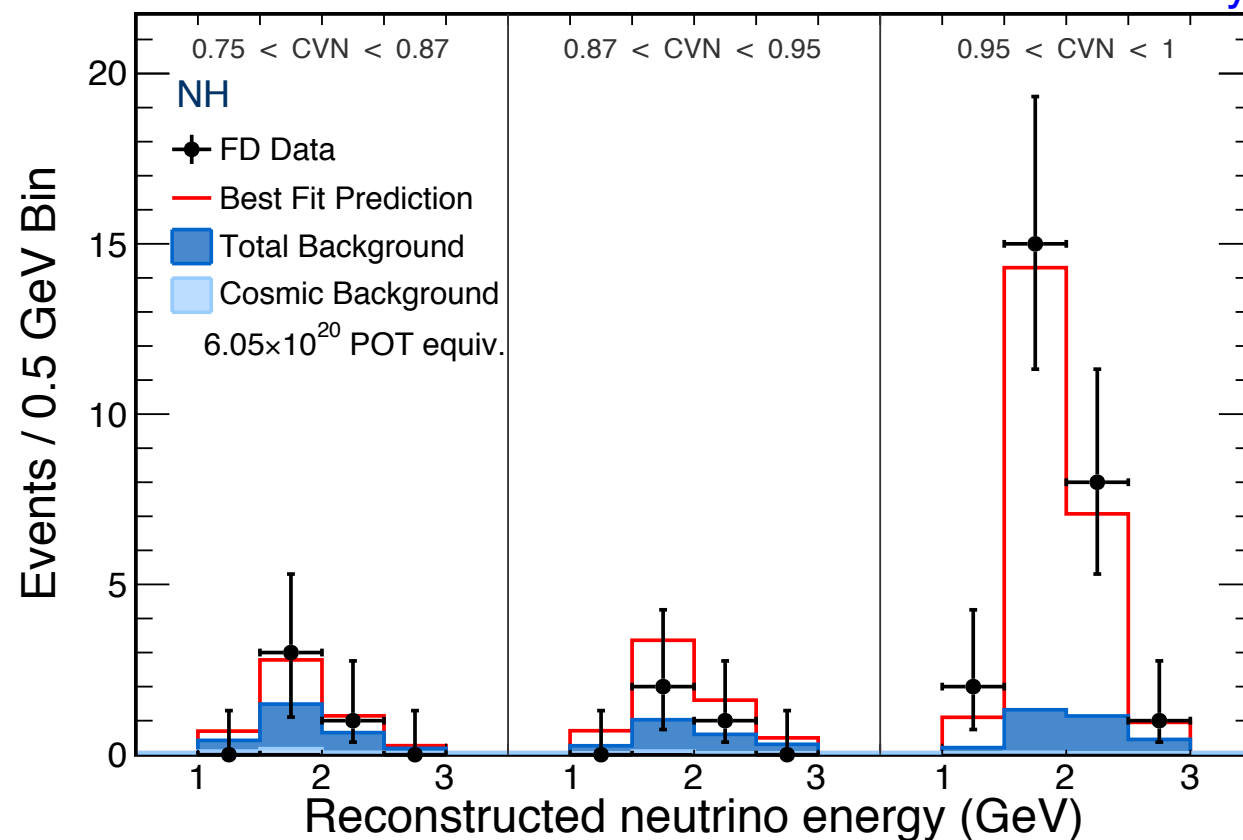 0.75 < CVN < 0.87
0.87 < CVN < 0.95
0.95 < CVN < 1
NH
FD Data
Best Fit Prediction
Total Background
Cosmic Background
6.05×10²⁰ POT equiv.
Events / 0.5 GeV Bin
20
15
10
5
0
1 2 3 1 2 3 1 2 3
Reconstructed neutrino energy (GeV)